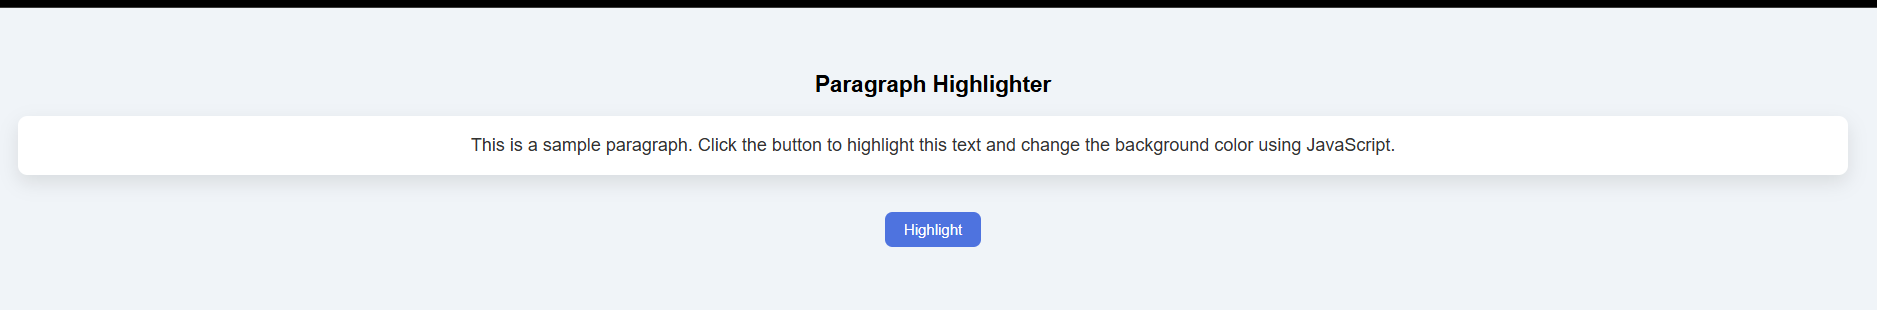 Paragraph Highlighter
This is a sample paragraph. Click the button to highlight this text and change the background color using JavaScript.
Highlight